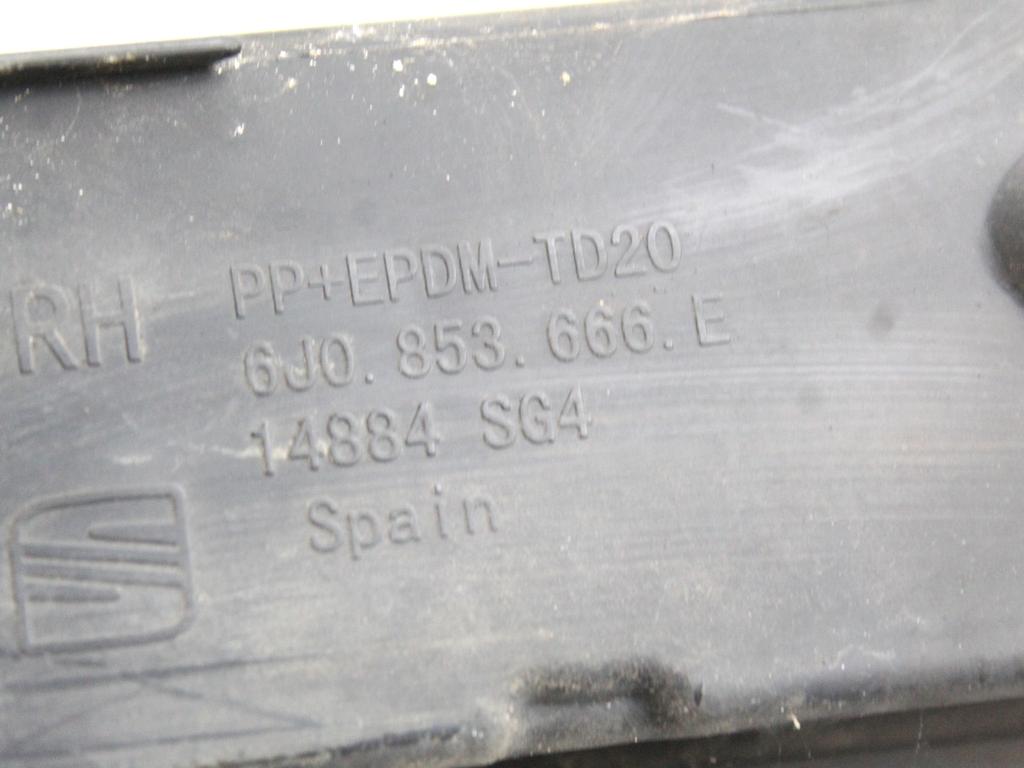 RH
PP+EPDM-TD20
6J0.853.666.E
14884 SG4
Spain